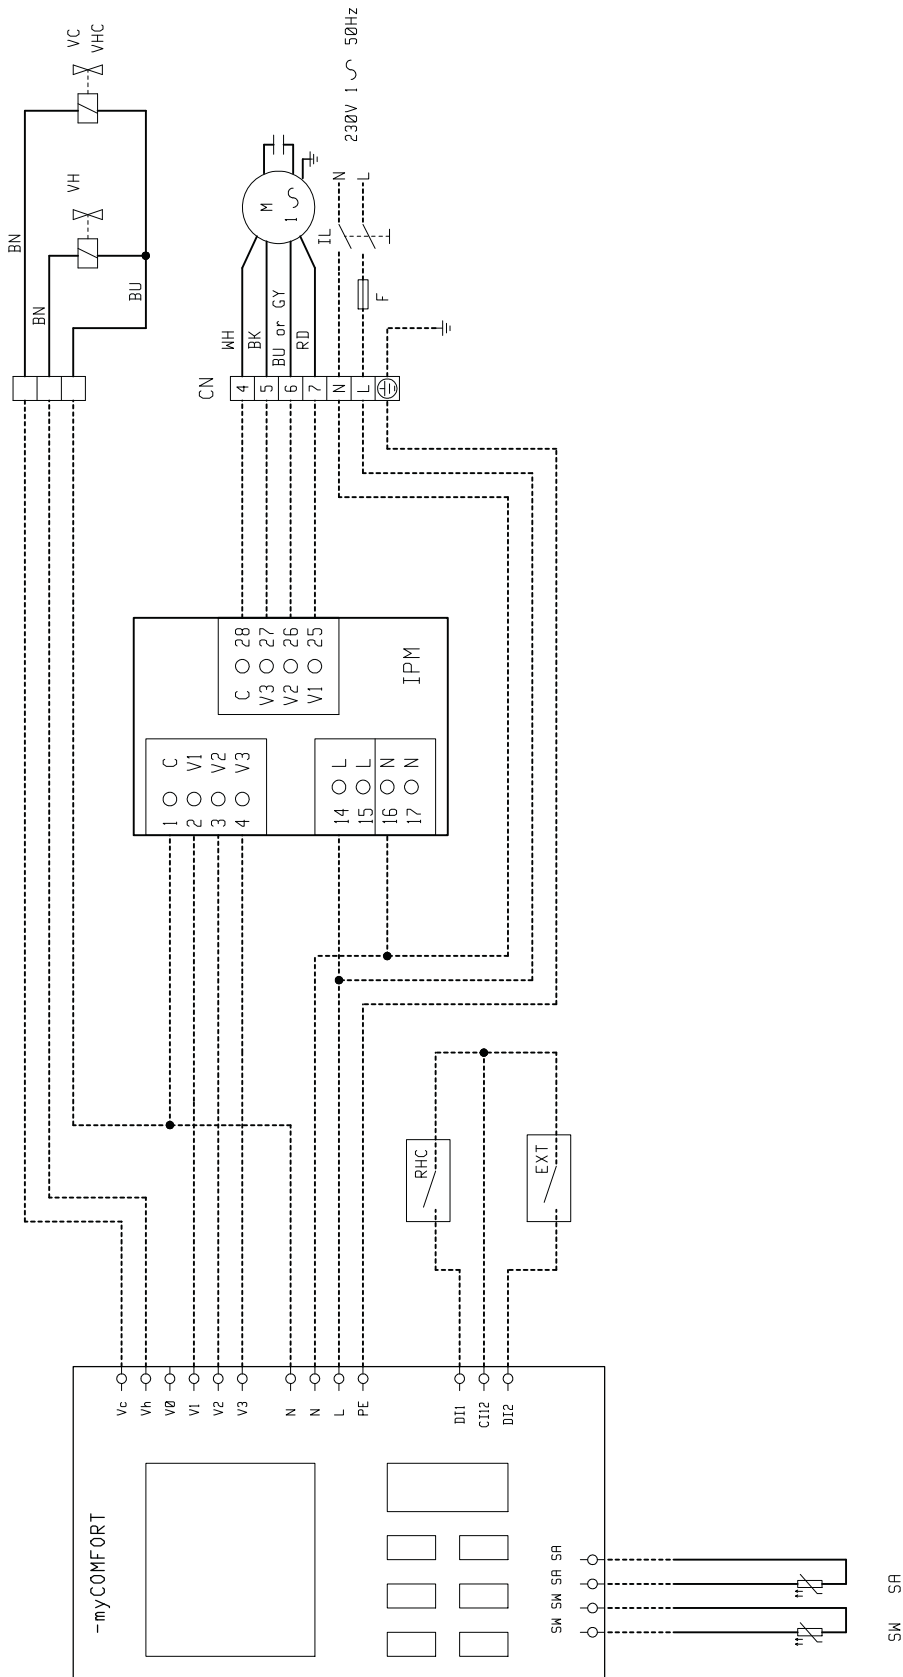 VC
VHC
VH
BN
BN
BU
230V 1 50Hz
M
1
N
L
IL
F
WH
BK
BU or GY
RD
CN
4
5
6
7
N
L
C 28
V3 27
V2 26
V1 25
IPM
1 C
2 V1
3 V2
4 V3
14 L
15 L
16 N
17 N
RHC
EXT
Vc
Vh
V0
V1
V2
V3
N
N
L
PE
DI1
CI12
DI2
-myCOMFORT
SW
SW
SA
SA
SW
SA